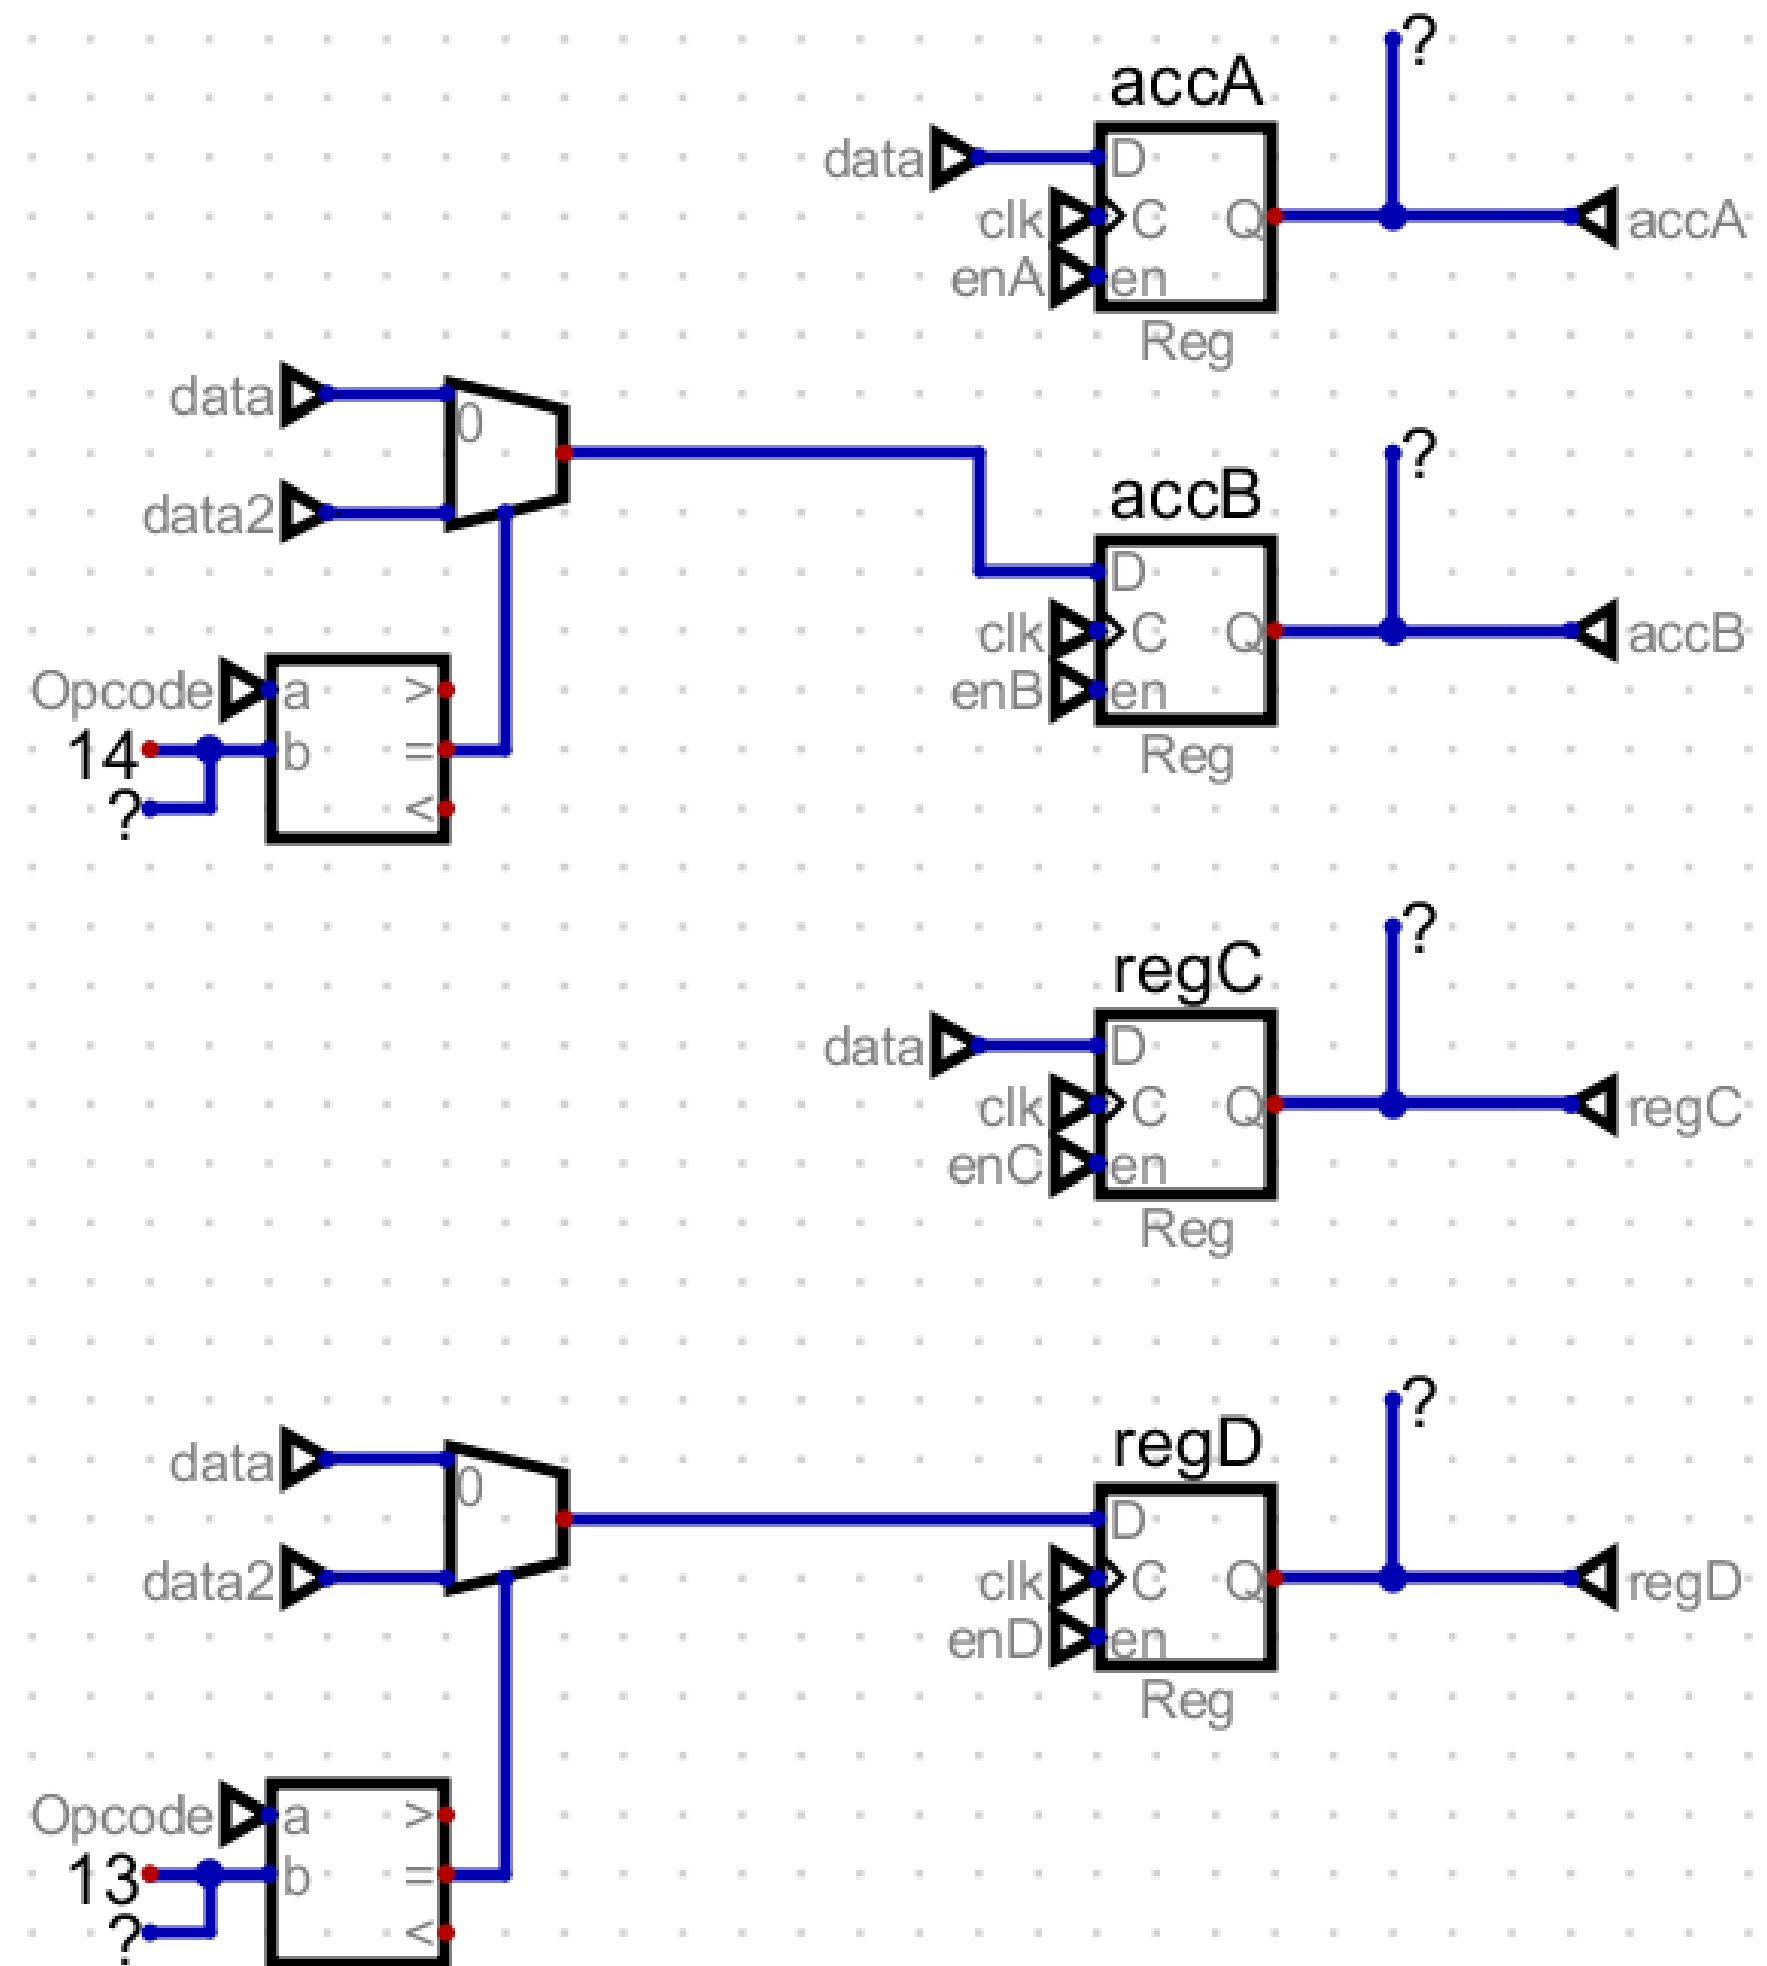 ?
accA
data D
clk C Q accA
enA en
Reg
data
0
?
accB
data2
D
clk C Q accB
Opcode a > enB en
14 b = Reg
? <
?
regC
data D
clk C Q regC
enC en
Reg
?
regD
data
0
D
data2 clk C Q regD
enD en
Reg
Opcode a >
13 b =
? <